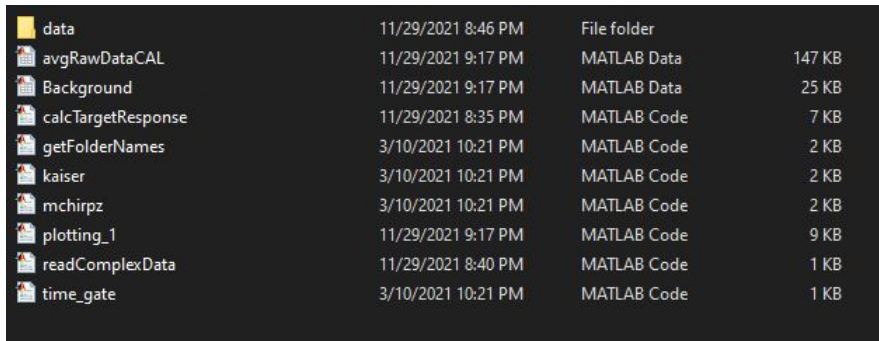 data 11/29/2021 8:46 PM File folder
avgRawDataCAL 11/29/2021 9:17 PM MATLAB Data 147 KB
Background 11/29/2021 9:17 PM MATLAB Data 25 KB
calcTargetResponse 11/29/2021 8:35 PM MATLAB Code 7 KB
getFolderNames 3/10/2021 10:21 PM MATLAB Code 2 KB
kaiser 3/10/2021 10:21 PM MATLAB Code 2 KB
mchirpz 3/10/2021 10:21 PM MATLAB Code 2 KB
plotting_1 11/29/2021 9:17 PM MATLAB Code 9 KB
readComplexData 11/29/2021 8:40 PM MATLAB Code 1 KB
time_gate 3/10/2021 10:21 PM MATLAB Code 1 KB